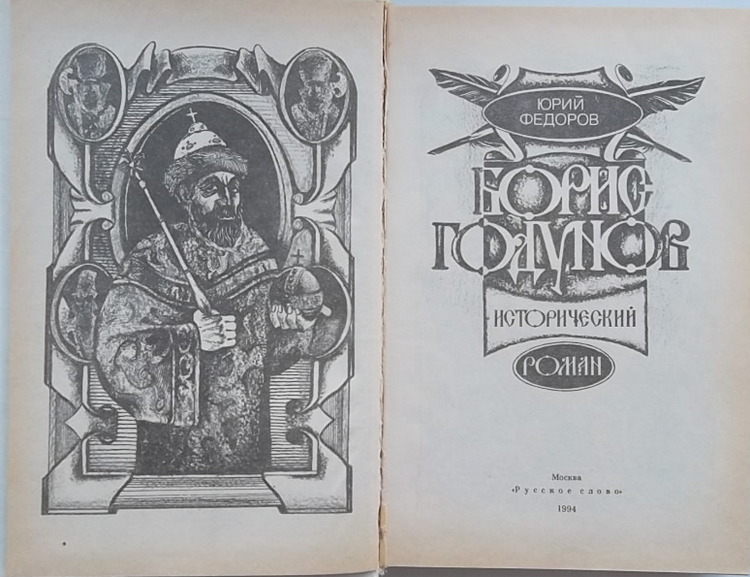 ЮРИЙ
ФЕДОРОВ
БОРИС
ГОДУНОВ
ИСТОРИЧЕСКИЙ
РОМАН
Москва
«Русское слово»
1994